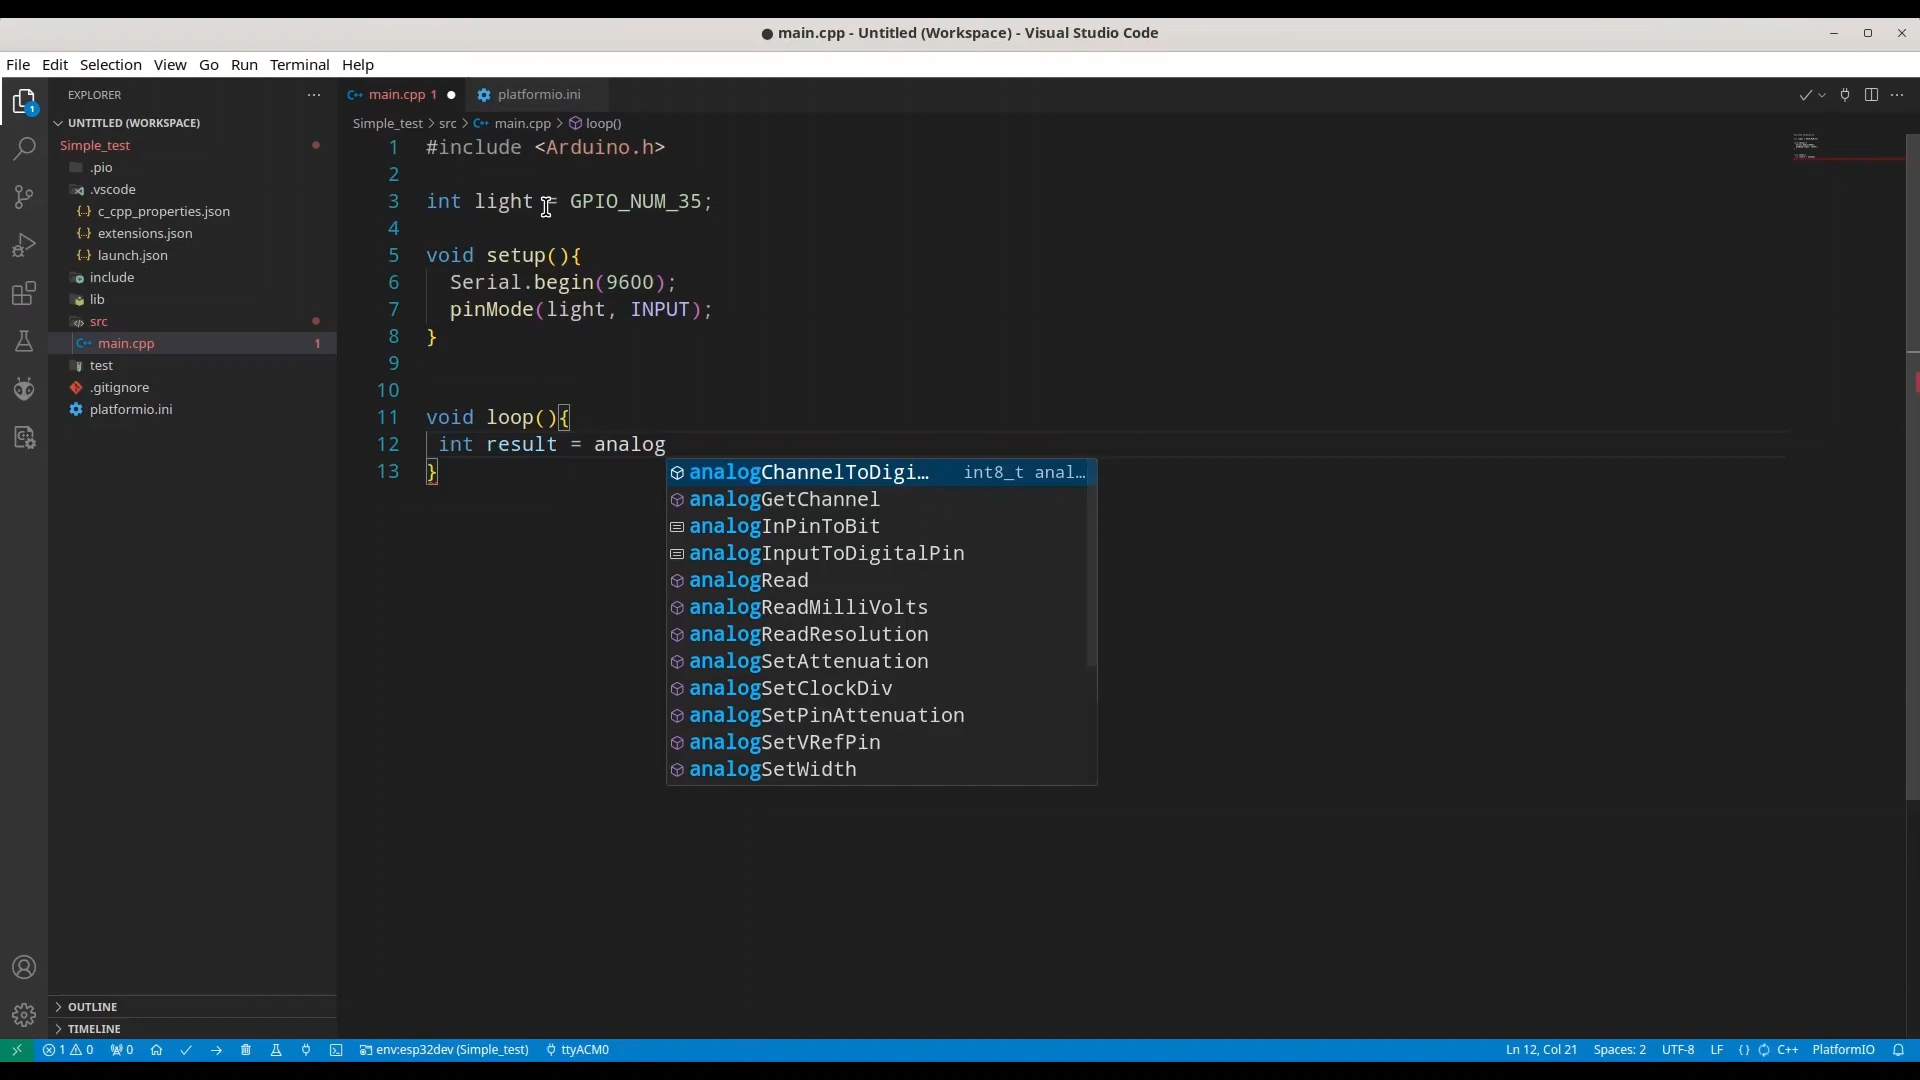 ● main.cpp - Untitled (Workspace) - Visual Studio Code
File Edit Selection View Go Run Terminal Help
EXPLORER
main.cpp 1
platformio.ini
UNTITLED (WORKSPACE)
Simple_test > src > main.cpp > loop()
Simple_test
.pio
.vscode
c_cpp_properties.json
extensions.json
launch.json
include
lib
src
main.cpp 1
test
.gitignore
platformio.ini
OUTLINE
TIMELINE
1 #include <Arduino.h>
2
3 int light = GPIO_NUM_35;
4
5 void setup(){
6 Serial.begin(9600);
7 pinMode(light, INPUT);
8 }
9
10
11 void loop(){
12 int result = analog
13 }
analogChannelToDigi… int8_t anal…
analogGetChannel
analogInPinToBit
analogInputToDigitalPin
analogRead
analogReadMilliVolts
analogReadResolution
analogSetAttenuation
analogSetClockDiv
analogSetPinAttenuation
analogSetVRefPin
analogSetWidth
1
1 0 0 env:esp32dev (Simple_test) ttyACM0 Ln 12, Col 21 Spaces: 2 UTF-8 LF {} C++ PlatformIO